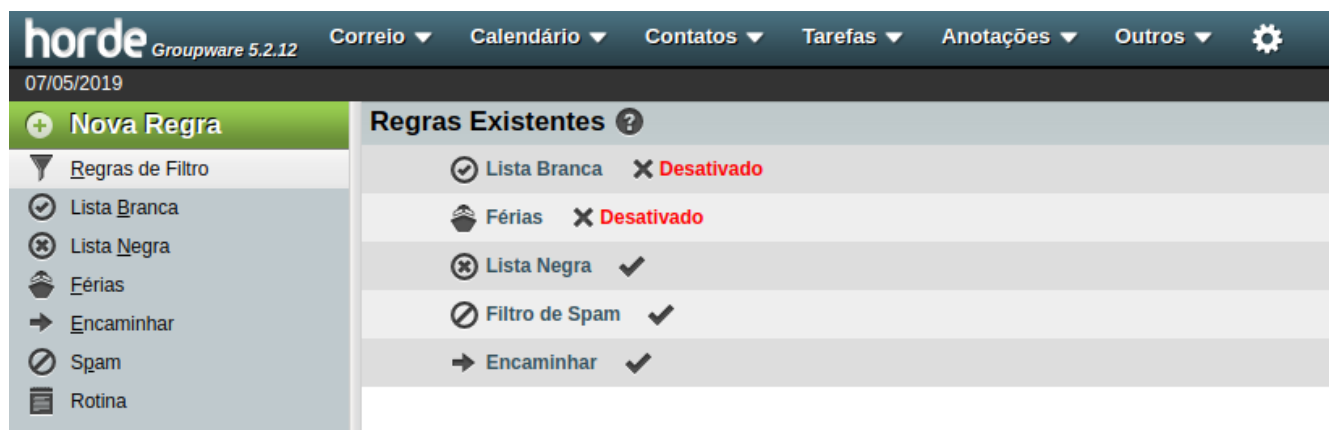 horde Groupware 5.2.12 Correio Calendário Contatos Tarefas Anotações Outros
07/05/2019
Nova Regra
Regras de Filtro
Lista Branca
Lista Negra
Férias
Encaminhar
Spam
Rotina
Regras Existentes ?
Lista Branca Desativado
Férias Desativado
Lista Negra
Filtro de Spam
Encaminhar